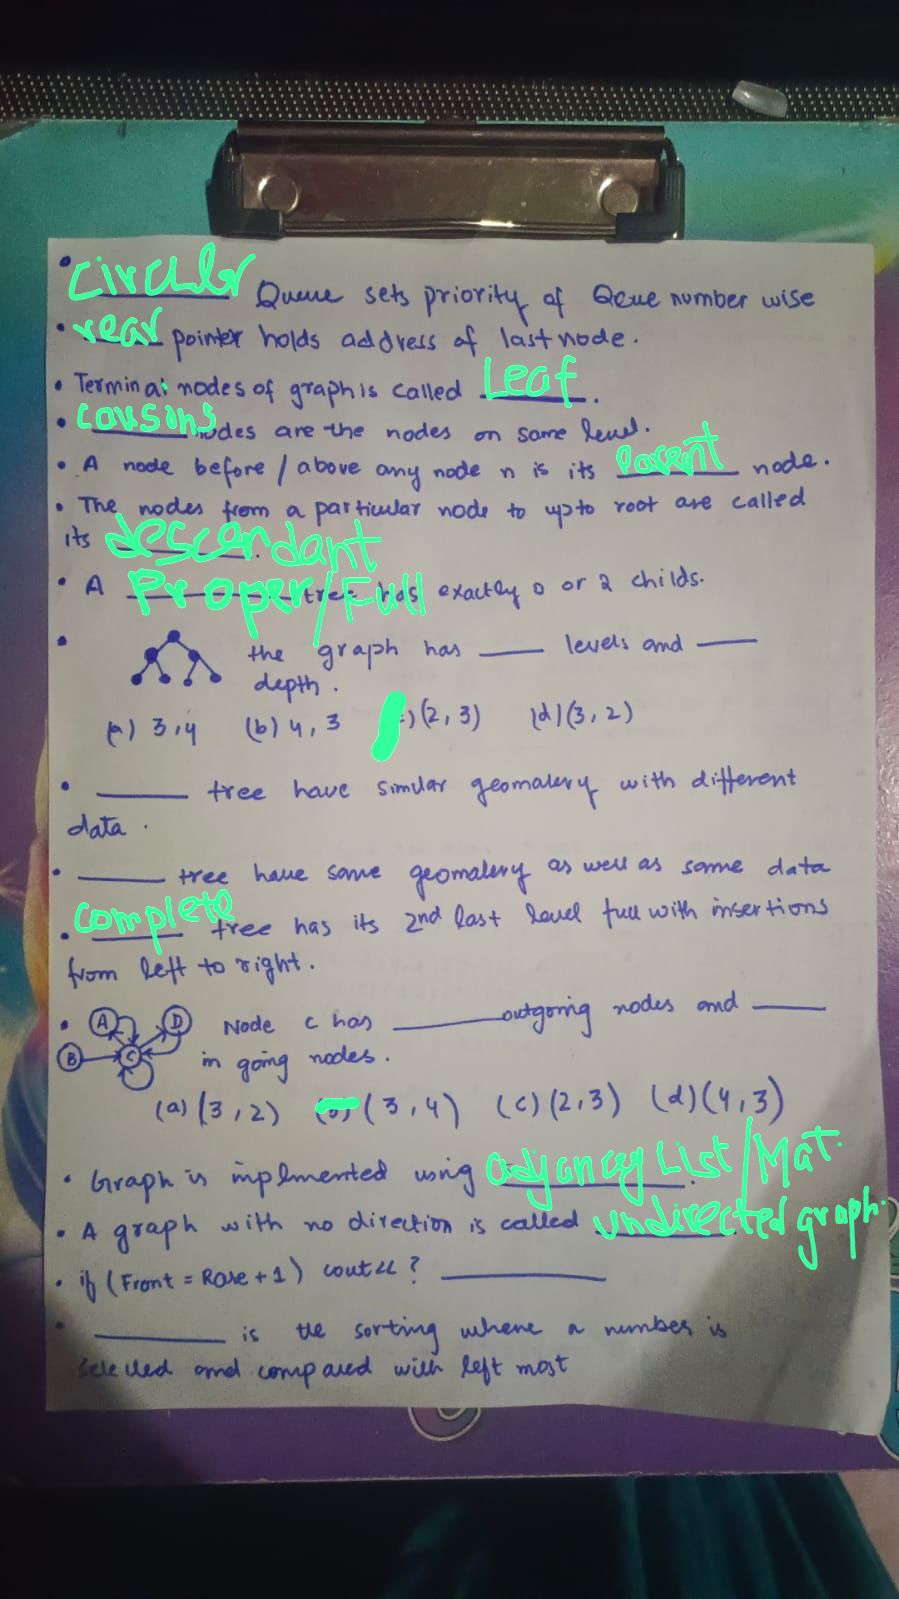 Circular Queue sets priority of Qeue number wise
• rear pointer holds address of last node.
• Terminal nodes of graph is called Leaf.
• cousons nodes are the nodes on same level.
• A node before / above any node n is its Parent node.
• The nodes from a particular node to upto root are called
its descendant.
• A Proper/Full tree has exactly 0 or 2 childs.
• the graph has ____ levels and ____
depth.
(a) 3,4 (b) 4,3 (2,3) (d) (3,2)
• ____ tree have similar geomatery with different
data.
• ____ tree have same geomatery as well as same data
• complete tree has its 2nd last level full with insertions
from left to right.
• A D B C Node c has ____ outgoing nodes and ____
in going nodes.
(a) (3,2) (b) (3,4) (c) (2,3) (d) (4,3)
• Graph is implmented using adjancey List/Mat.
• A graph with no direction is called undirected graph.
• if (Front = Rare + 1) cout<< ? ____
• ____ is the sorting where a number is
selected and compared with left most